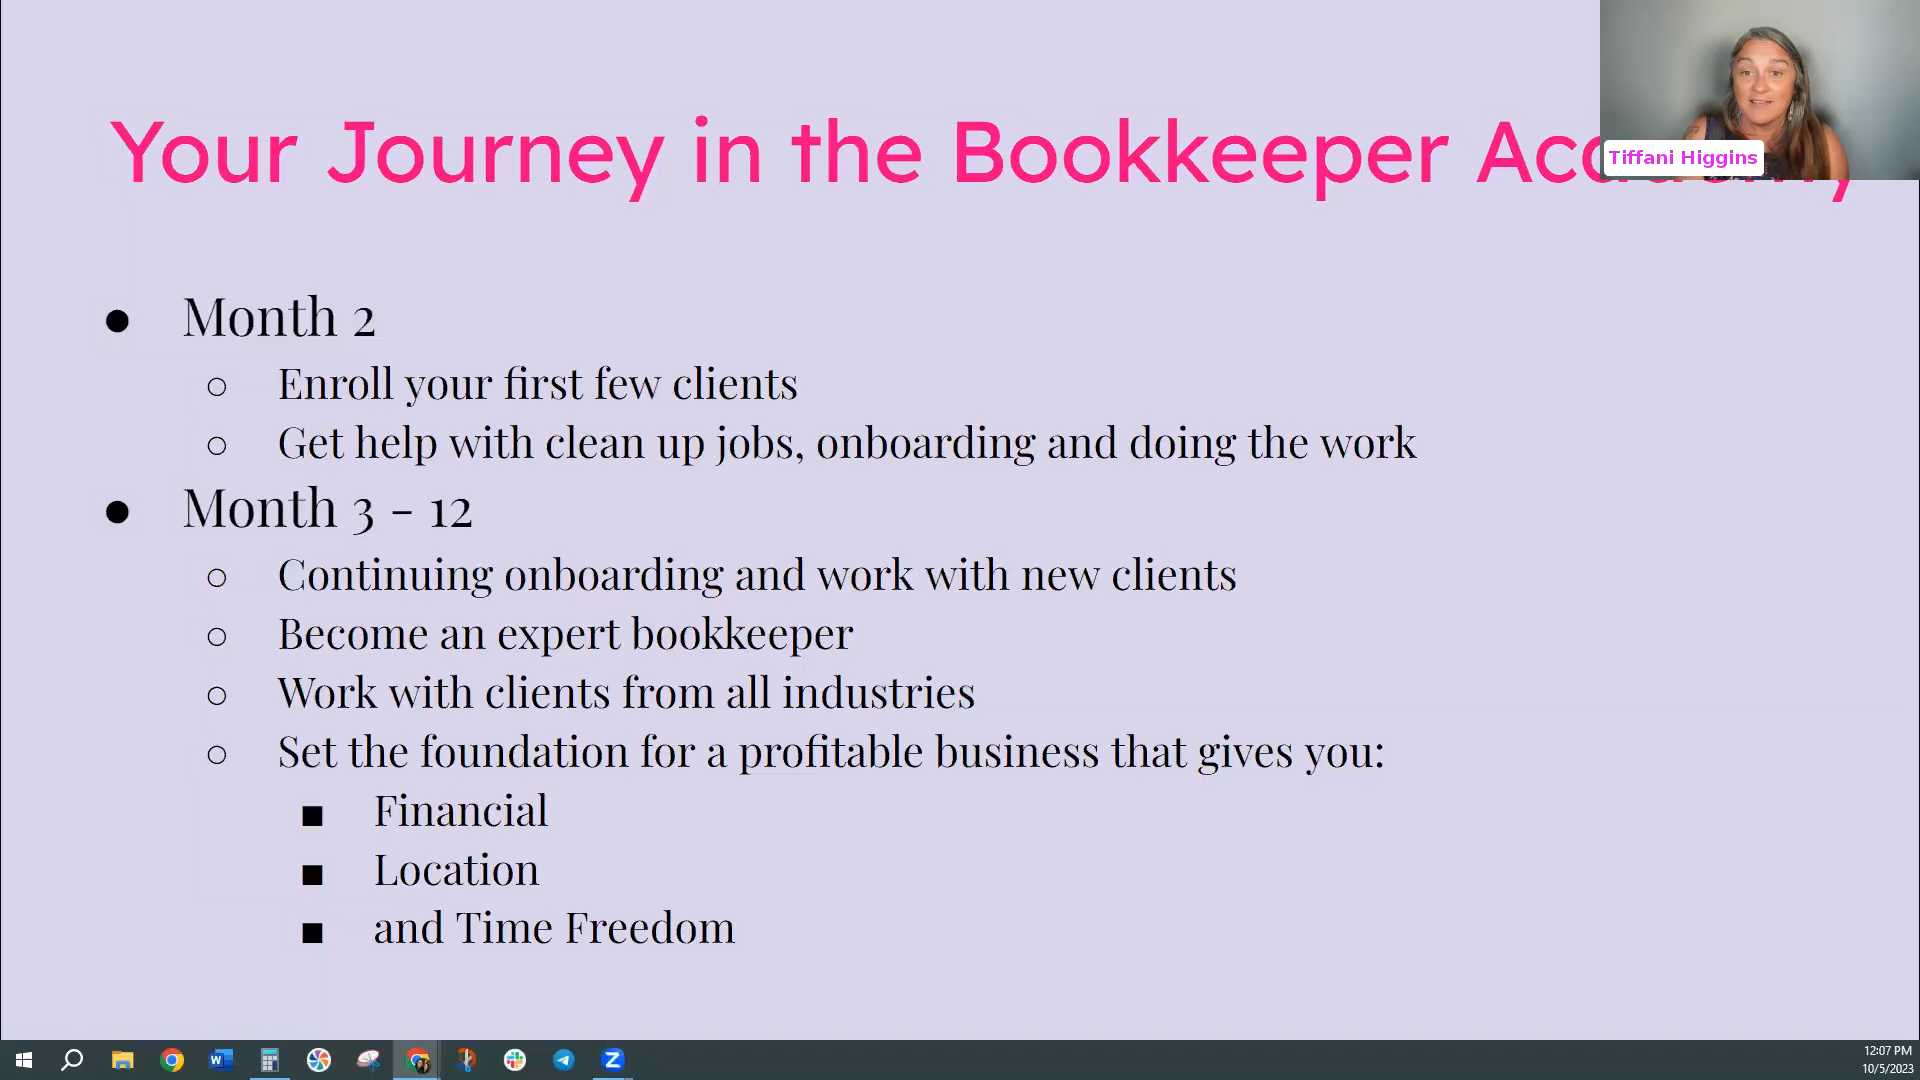 Your Journey in the Bookkeeper
Tiffani Higgins
● Month 2
○ Enroll your first few clients
○ Get help with clean up jobs, onboarding and doing the work
● Month 3 - 12
○ Continuing onboarding and work with new clients
○ Become an expert bookkeeper
○ Work with clients from all industries
○ Set the foundation for a profitable business that gives you:
■ Financial
■ Location
■ and Time Freedom
12:07 PM
10/5/2023